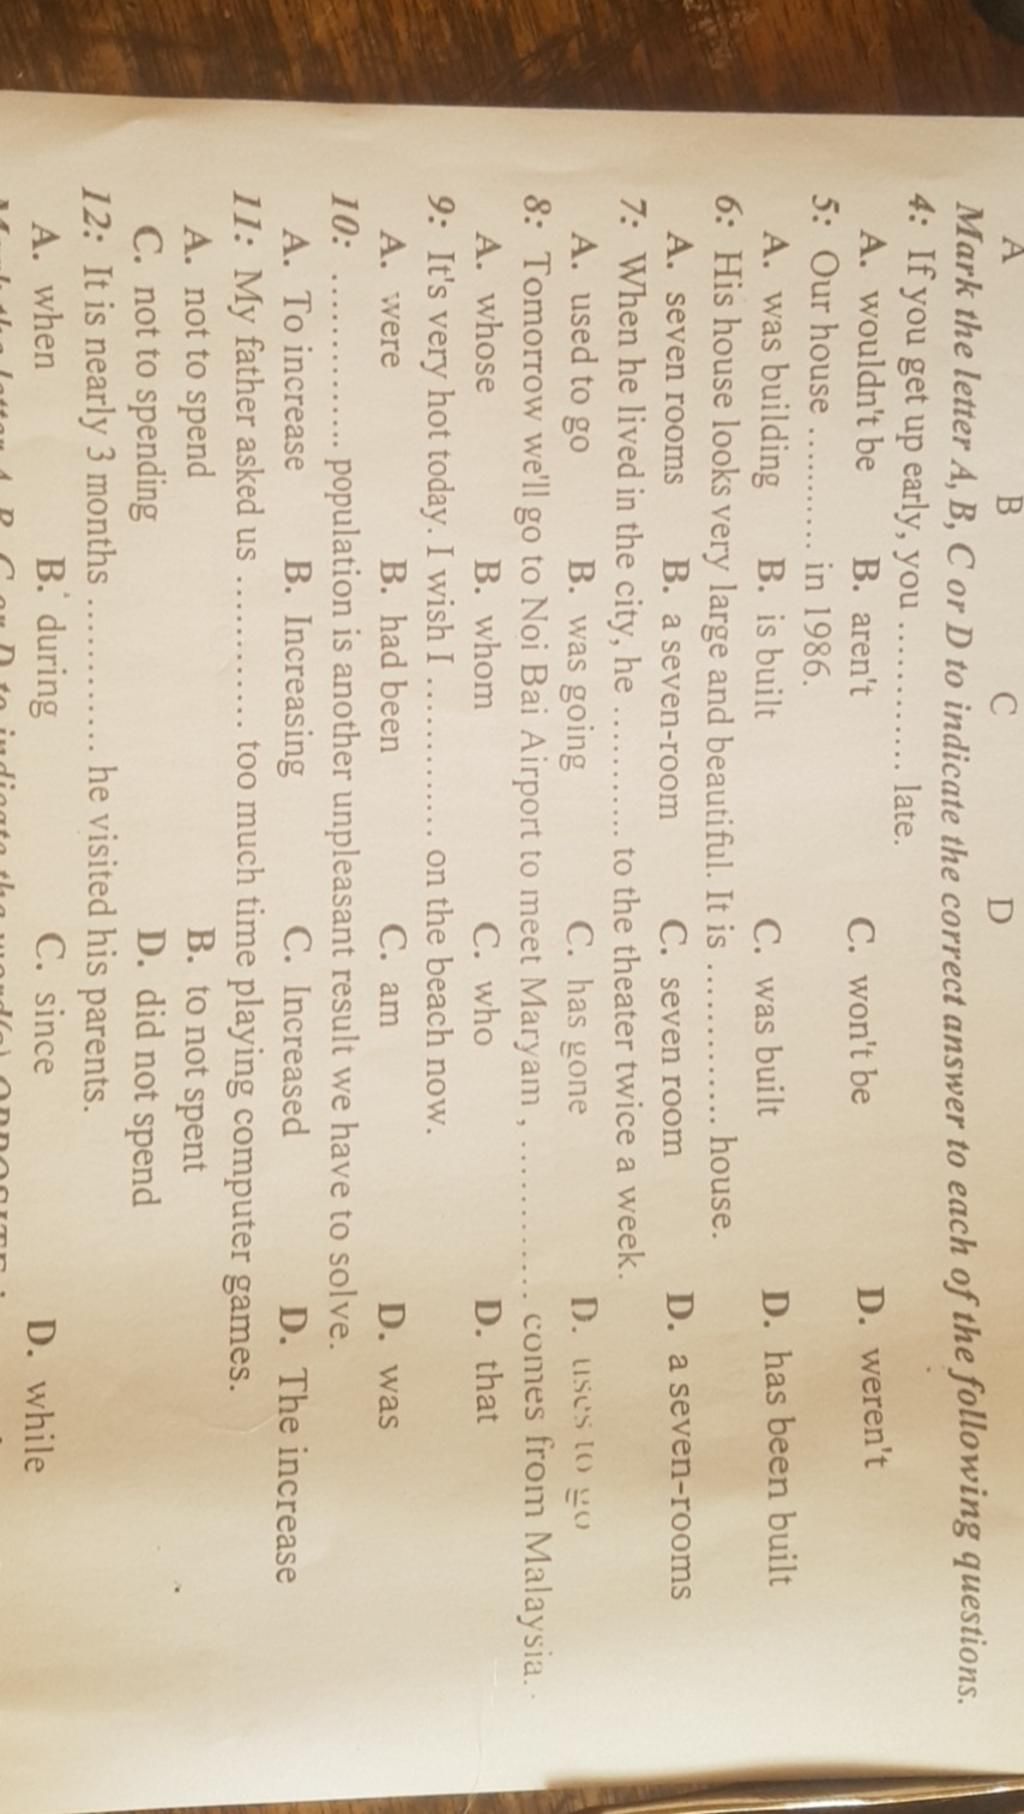 A B C D
Mark the letter A, B, C or D to indicate the correct answer to each of the following questions.
4: If you get up early, you ............ late.
A. wouldn't be B. aren't C. won't be D. weren't
5: Our house .......... in 1986.
A. was building B. is built C. was built D. has been built
6: His house looks very large and beautiful. It is ............ house.
A. seven rooms B. a seven-room C. seven room D. a seven-rooms
7: When he lived in the city, he .......... to the theater twice a week.
A. used to go B. was going C. has gone D. uses to go
8: Tomorrow we'll go to Noi Bai Airport to meet Maryam , ........... comes from Malaysia.
A. whose B. whom C. who D. that
9: It's very hot today. I wish I ............ on the beach now.
A. were B. had been C. am D. was
10: ............ population is another unpleasant result we have to solve.
A. To increase B. Increasing C. Increased D. The increase
11: My father asked us ............ too much time playing computer games.
A. not to spend B. to not spent
C. not to spending D. did not spend
12: It is nearly 3 months ............ he visited his parents.
A. when B. during C. since D. while